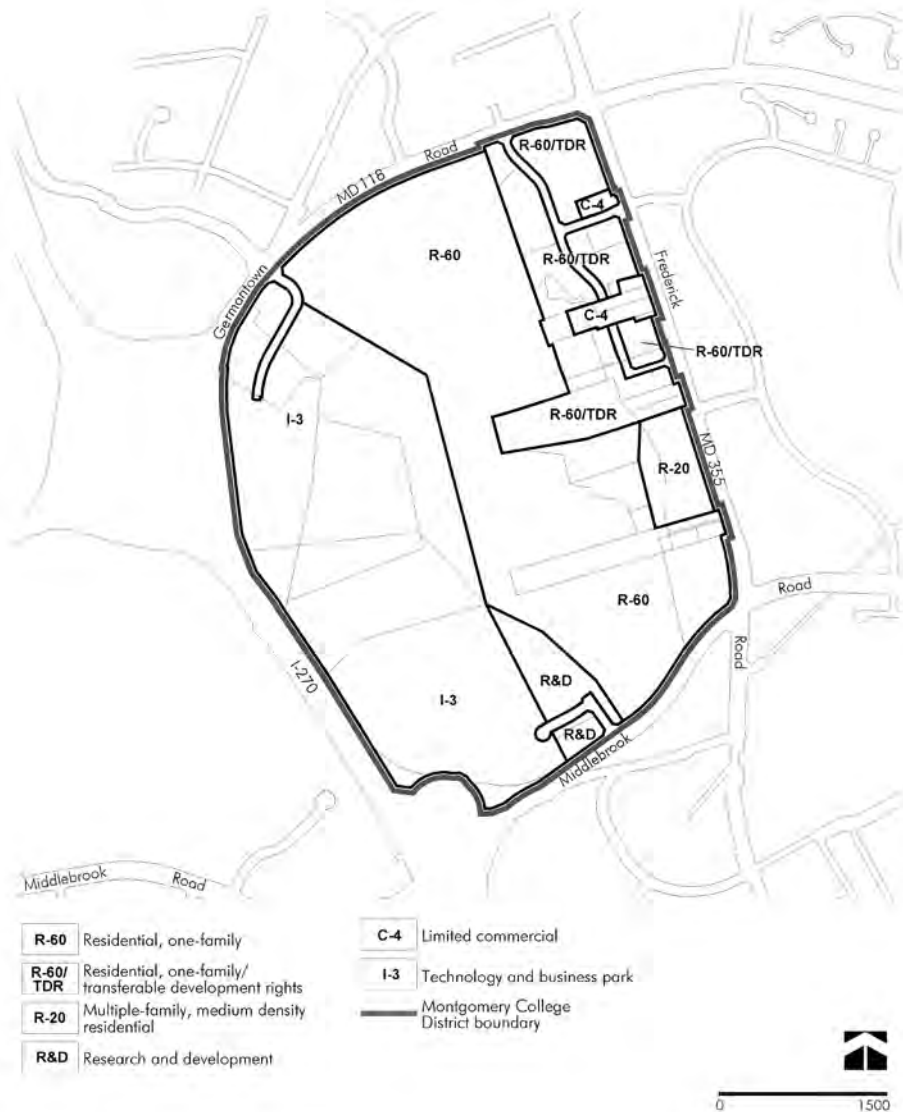 R-60/TDR
Road
MD 118
C-4
R-60
R-60/TDR
Frederick
Germantown
C-4
R-60/TDR
R-60/TDR
I-3
MD 355
R-20
Road
R-60
Road
I-270
R&D
I-3
R&D
Middlebrook
Middlebrook Road
R-60 Residential, one-family
R-60/
TDR
Residential, one-family/
transferable development rights
R-20 Multiple-family, medium density
residential
R&D Research and development
C-4 Limited commercial
I-3 Technology and business park
Montgomery College
District boundary
0 1500